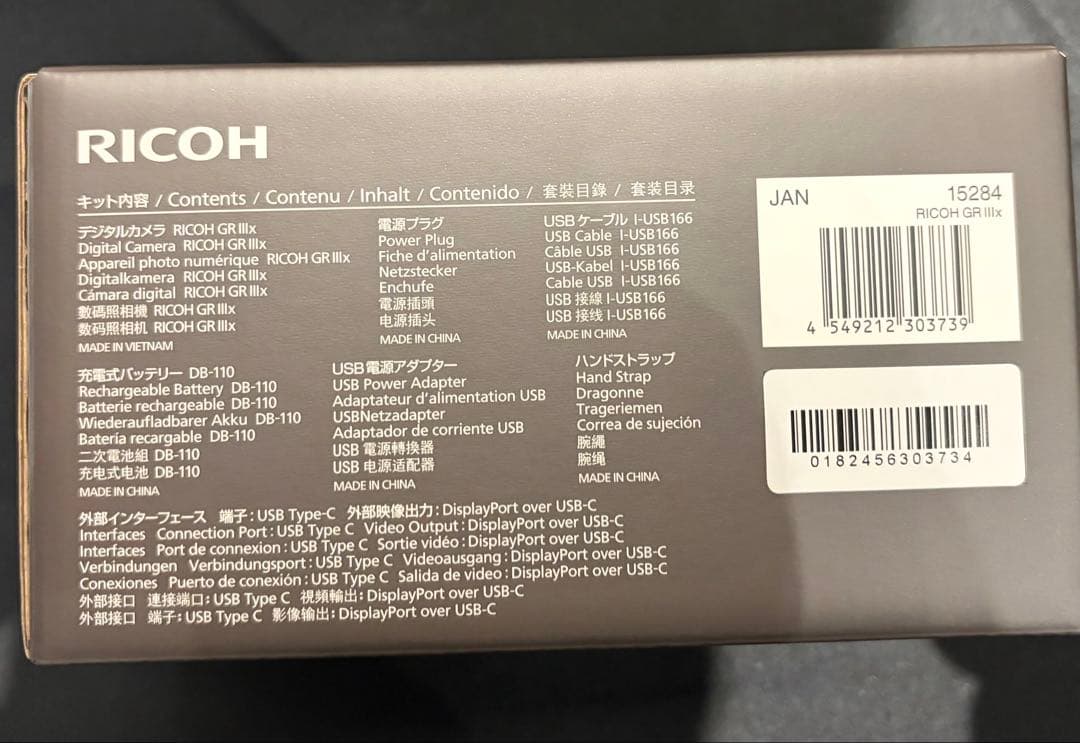 RICOH
キット内容 / Contents / Contenu / Inhalt / Contenido / 套裝目錄 / 套装目录
デジタルカメラ RICOH GR IIIx
Digital Camera RICOH GR IIIx
Appareil photo numérique RICOH GR IIIx
Digitalkamera RICOH GR IIIx
Cámara digital RICOH GR IIIx
數碼照相機 RICOH GR IIIx
数码照相机 RICOH GR IIIx
MADE IN VIETNAM
電源プラグ
Power Plug
Fiche d'alimentation
Netzstecker
Enchufe
電源插頭
电源插头
MADE IN CHINA
USBケーブル I-USB166
USB Cable I-USB166
Câble USB I-USB166
USB-Kabel I-USB166
Cable USB I-USB166
USB 接線 I-USB166
USB 接线 I-USB166
MADE IN CHINA
充電式バッテリー DB-110
Rechargeable Battery DB-110
Batterie rechargeable DB-110
Wiederaufladbarer Akku DB-110
Batería recargable DB-110
二次電池組 DB-110
充电式电池 DB-110
MADE IN CHINA
USB電源アダプター
USB Power Adapter
Adaptateur d'alimentation USB
USBNetzadapter
Adaptador de corriente USB
USB 電源轉換器
USB 电源适配器
MADE IN CHINA
ハンドストラップ
Hand Strap
Dragonne
Trageriemen
Correa de sujeción
腕繩
腕绳
MADE IN CHINA
外部インターフェース 端子：USB Type-C 外部映像出力：DisplayPort over USB-C
Interfaces Connection Port：USB Type C Video Output：DisplayPort over USB-C
Interfaces Port de connexion：USB Type C Sortie vidéo：DisplayPort over USB-C
Verbindungen Verbindungsport：USB Type C Videoausgang：DisplayPort over USB-C
Conexiones Puerto de conexión：USB Type C Salida de video：DisplayPort over USB-C
外部接口 連接端口：USB Type C 視頻輸出：DisplayPort over USB-C
外部接口 端子：USB Type C 影像输出：DisplayPort over USB-C
JAN 15284
RICOH GR IIIx
4 549212 303739
0182456303734